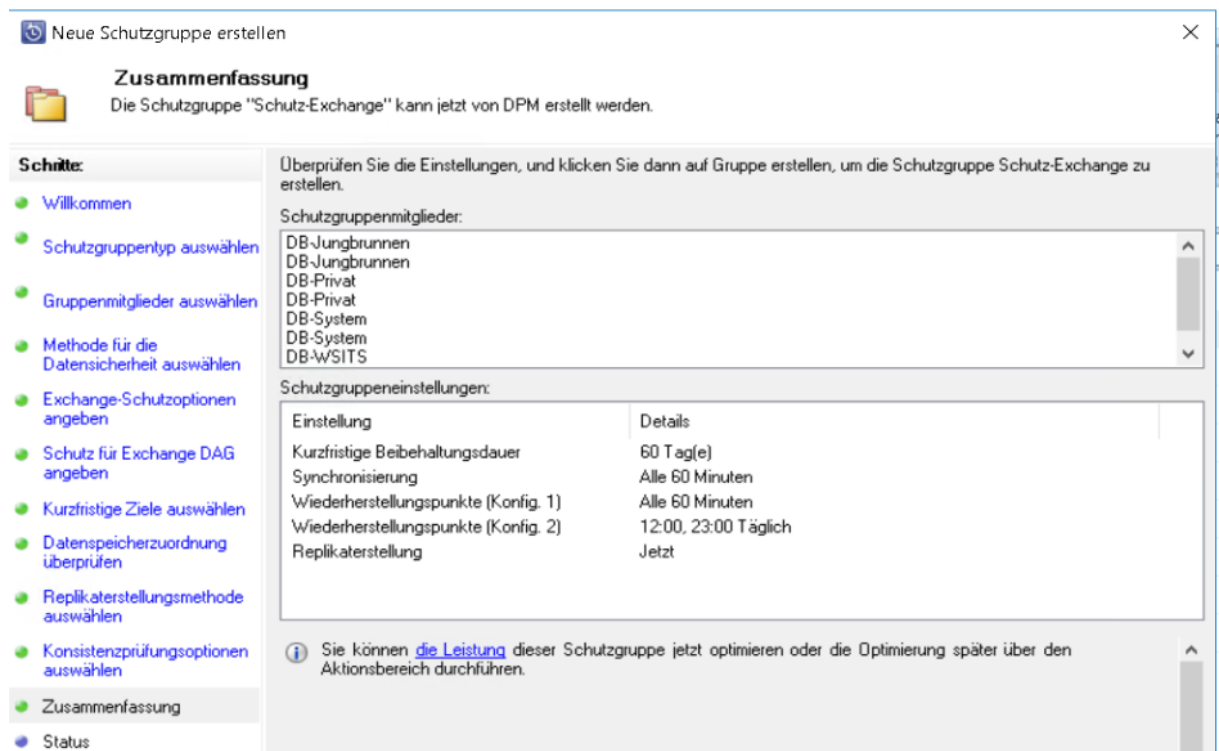 Neue Schutzgruppe erstellen
Zusammenfassung
Die Schutzgruppe "Schutz-Exchange" kann jetzt von DPM erstellt werden.
Schritte:
Willkommen
Schutzgruppentyp auswählen
Gruppenmitglieder auswählen
Methode für die
Datensicherheit auswählen
Exchange-Schutzoptionen
angeben
Schutz für Exchange DAG
angeben
Kurzfristige Ziele auswählen
Datenspeicherzuordnung
überprüfen
Replikaterstellungsmethode
auswählen
Konsistenzprüfungsoptionen
auswählen
Zusammenfassung
Status
Überprüfen Sie die Einstellungen, und klicken Sie dann auf Gruppe erstellen, um die Schutzgruppe Schutz-Exchange zu
erstellen.
Schutzgruppenmitglieder:
DB-Jungbrunnen
DB-Jungbrunnen
DB-Privat
DB-Privat
DB-System
DB-System
DB-WSITS
Schutzgruppeneinstellungen:
Einstellung Details
Kurzfristige Beibehaltungsdauer 60 Tag(e)
Synchronisierung Alle 60 Minuten
Wiederherstellungspunkte (Konfig. 1) Alle 60 Minuten
Wiederherstellungspunkte (Konfig. 2) 12:00, 23:00 Täglich
Replikaterstellung Jetzt
Sie können die Leistung dieser Schutzgruppe jetzt optimieren oder die Optimierung später über den
Aktionsbereich durchführen.